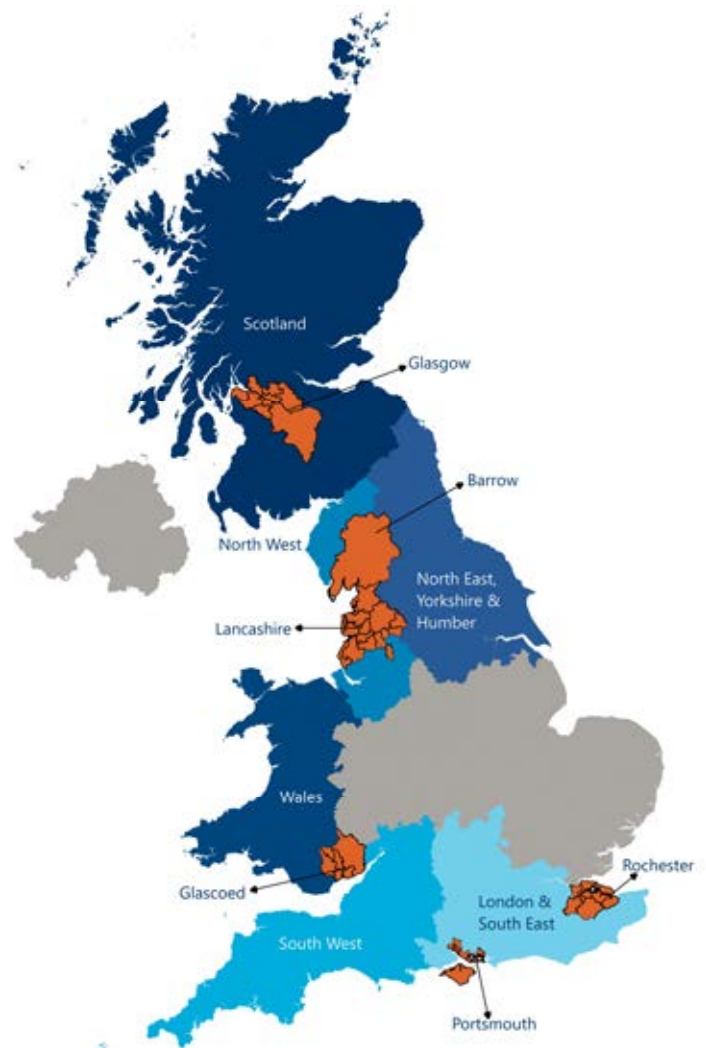 Scotland
Glasgow
Barrow
North West
North East,
Yorkshire &
Humber
Lancashire
Wales
Rochester
Glascoed
London &
South East
South West
Portsmouth